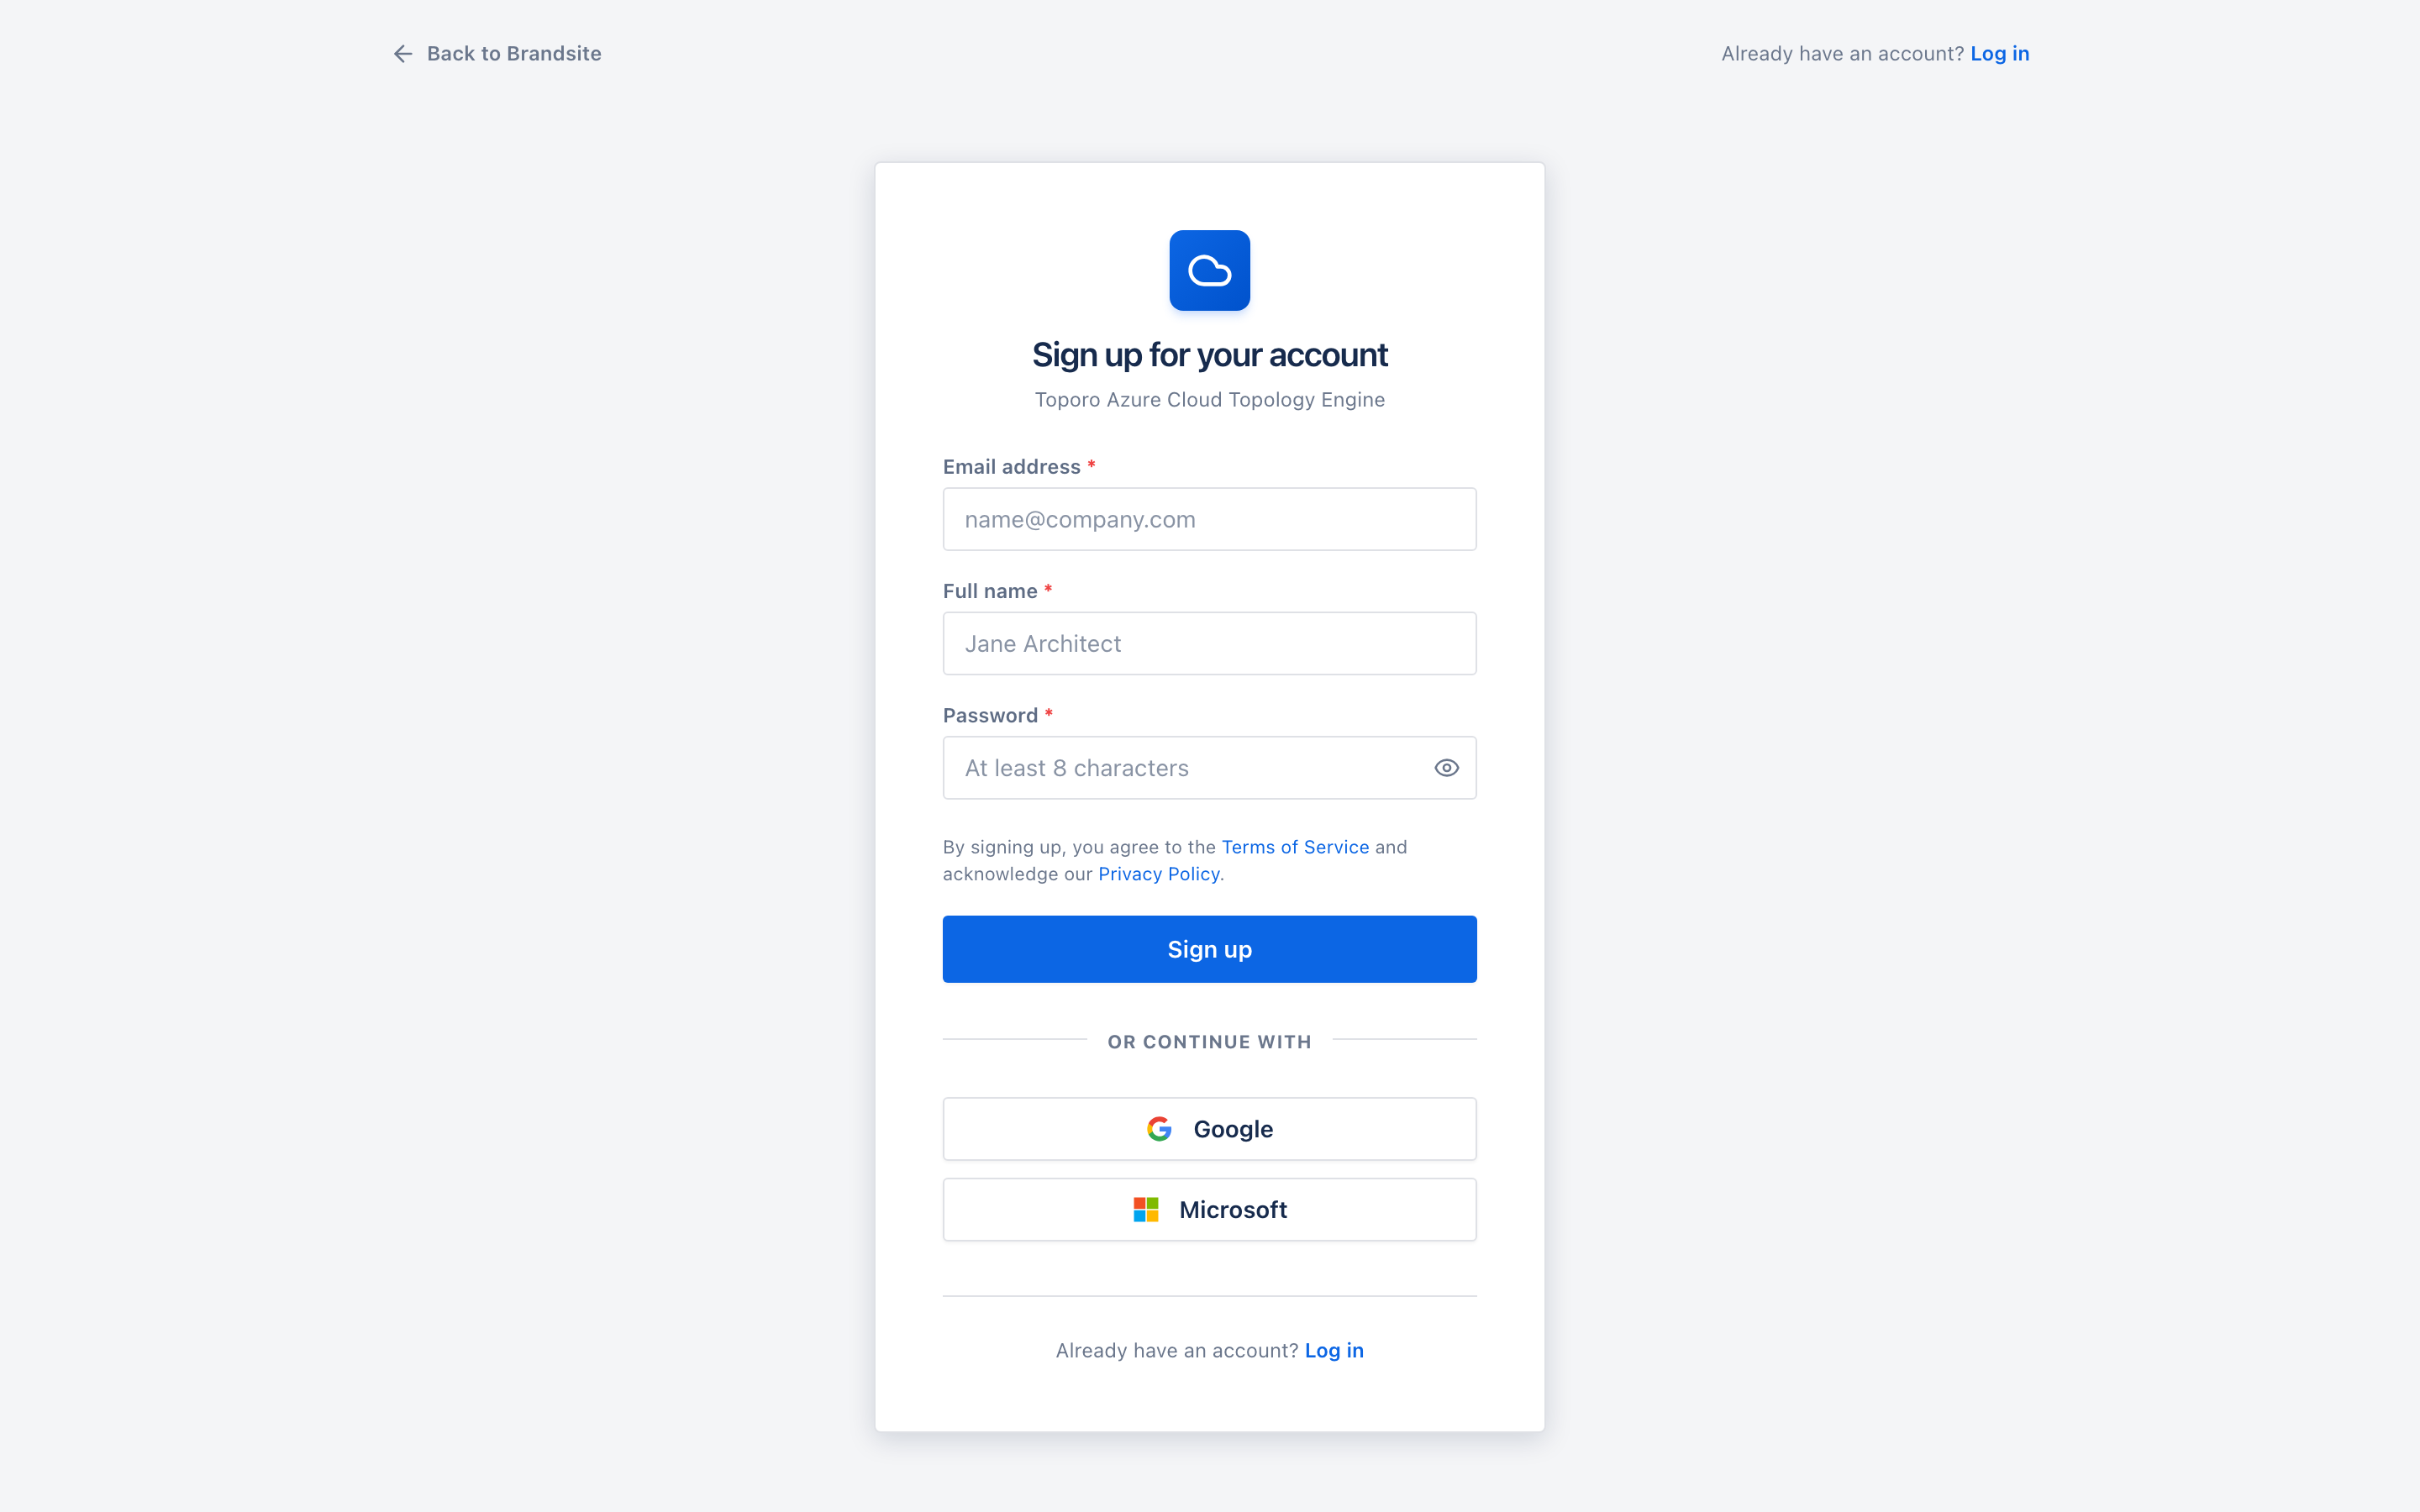 Back to Brandsite
Already have an account? Log in
Sign up for your account
Toporo Azure Cloud Topology Engine
Email address *
name@company.com
Full name *
Jane Architect
Password *
At least 8 characters
By signing up, you agree to the Terms of Service and
acknowledge our Privacy Policy.
Sign up
OR CONTINUE WITH
Google
Microsoft
Already have an account? Log in